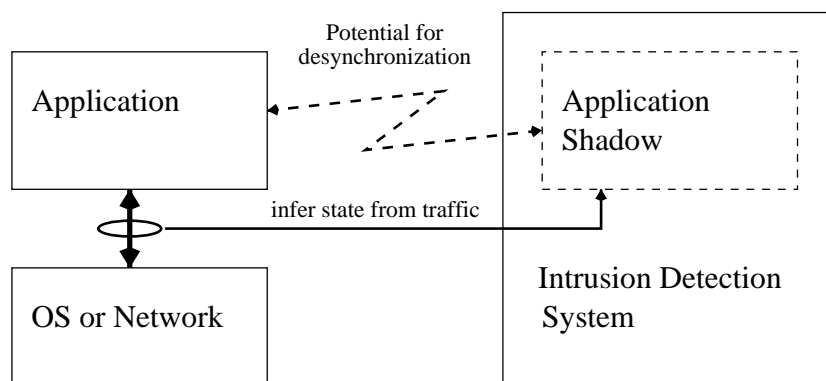 Potential for
desynchronization
Application
Application
Shadow
infer state from traffic
OS or Network
Intrusion Detection
System